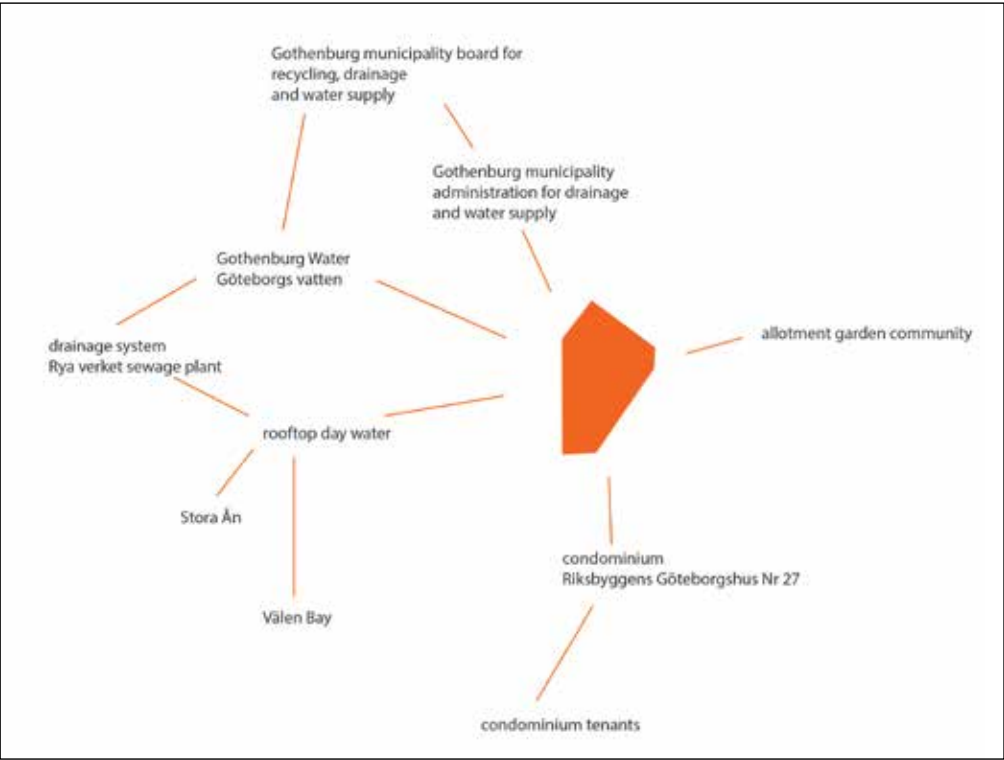 Gothenburg municipality board for
recycling, drainage
and water supply
Gothenburg municipality
administration for drainage
and water supply
Gothenburg Water
Göteborgs vatten
allotment garden community
drainage system
Rya verket sewage plant
rooftop day water
Stora Ån
condominium
Riksbyggens Göteborgshus Nr 27
Välen Bay
condominium tenants